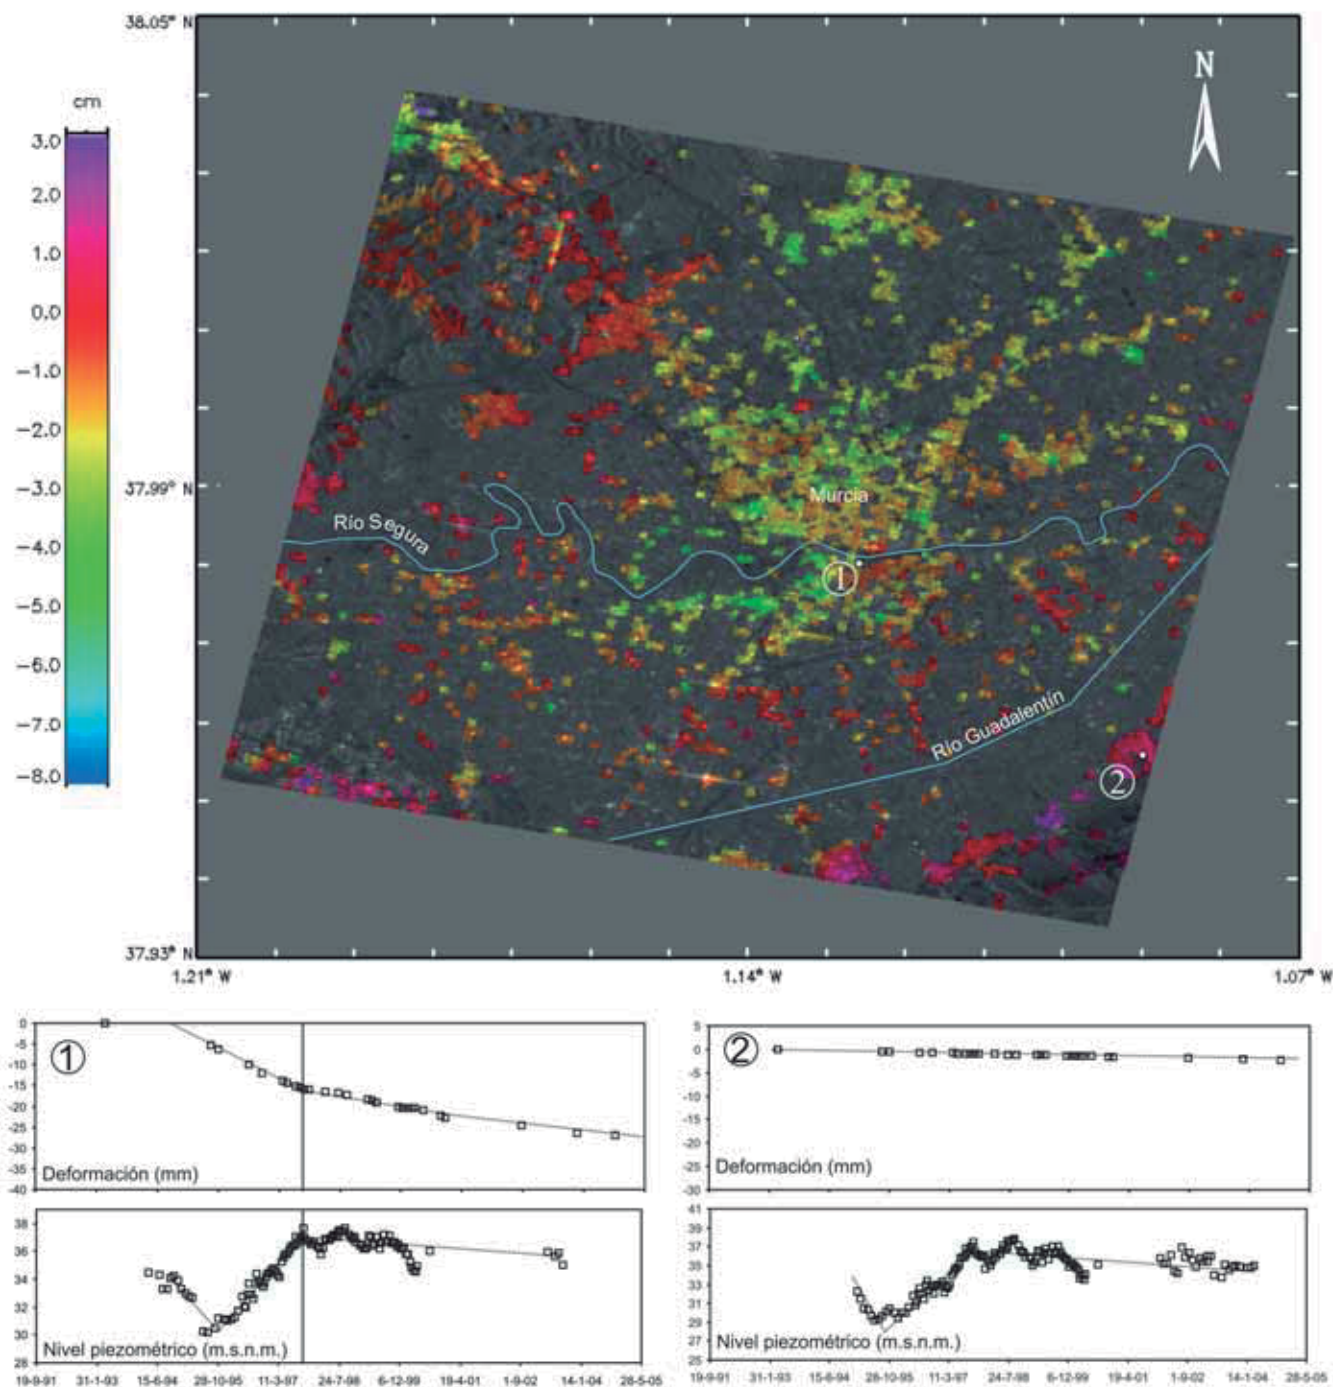 38.05° N
N
cm
3.0
2.0
1.0
0.0
-1.0
-2.0
-3.0
-4.0
-5.0
-6.0
-7.0
-8.0
37.99° N
Murcia
Río Segura
1
Río Guadalentín
2
37.93° N
1.21° W
1.14° W
1.07° W
0
-5
-10
-15
-20
-25
-30
-35
-40
1
Deformación (mm)
5
0
-5
-10
-15
-20
-25
-30
2
Deformación (mm)
38
36
34
32
30
28
Nivel piezométrico (m.s.n.m.)
19-9-91 31-1-93 15-6-94 28-10-95 11-3-97 24-7-98 6-12-99 19-4-01 1-9-02 14-1-04 28-5-05
41
39
37
35
33
31
29
27
25
Nivel piezométrico (m.s.n.m.)
19-9-91 31-1-93 15-6-94 28-10-95 11-3-97 24-7-98 6-12-99 19-4-01 1-9-02 14-1-04 28-5-05